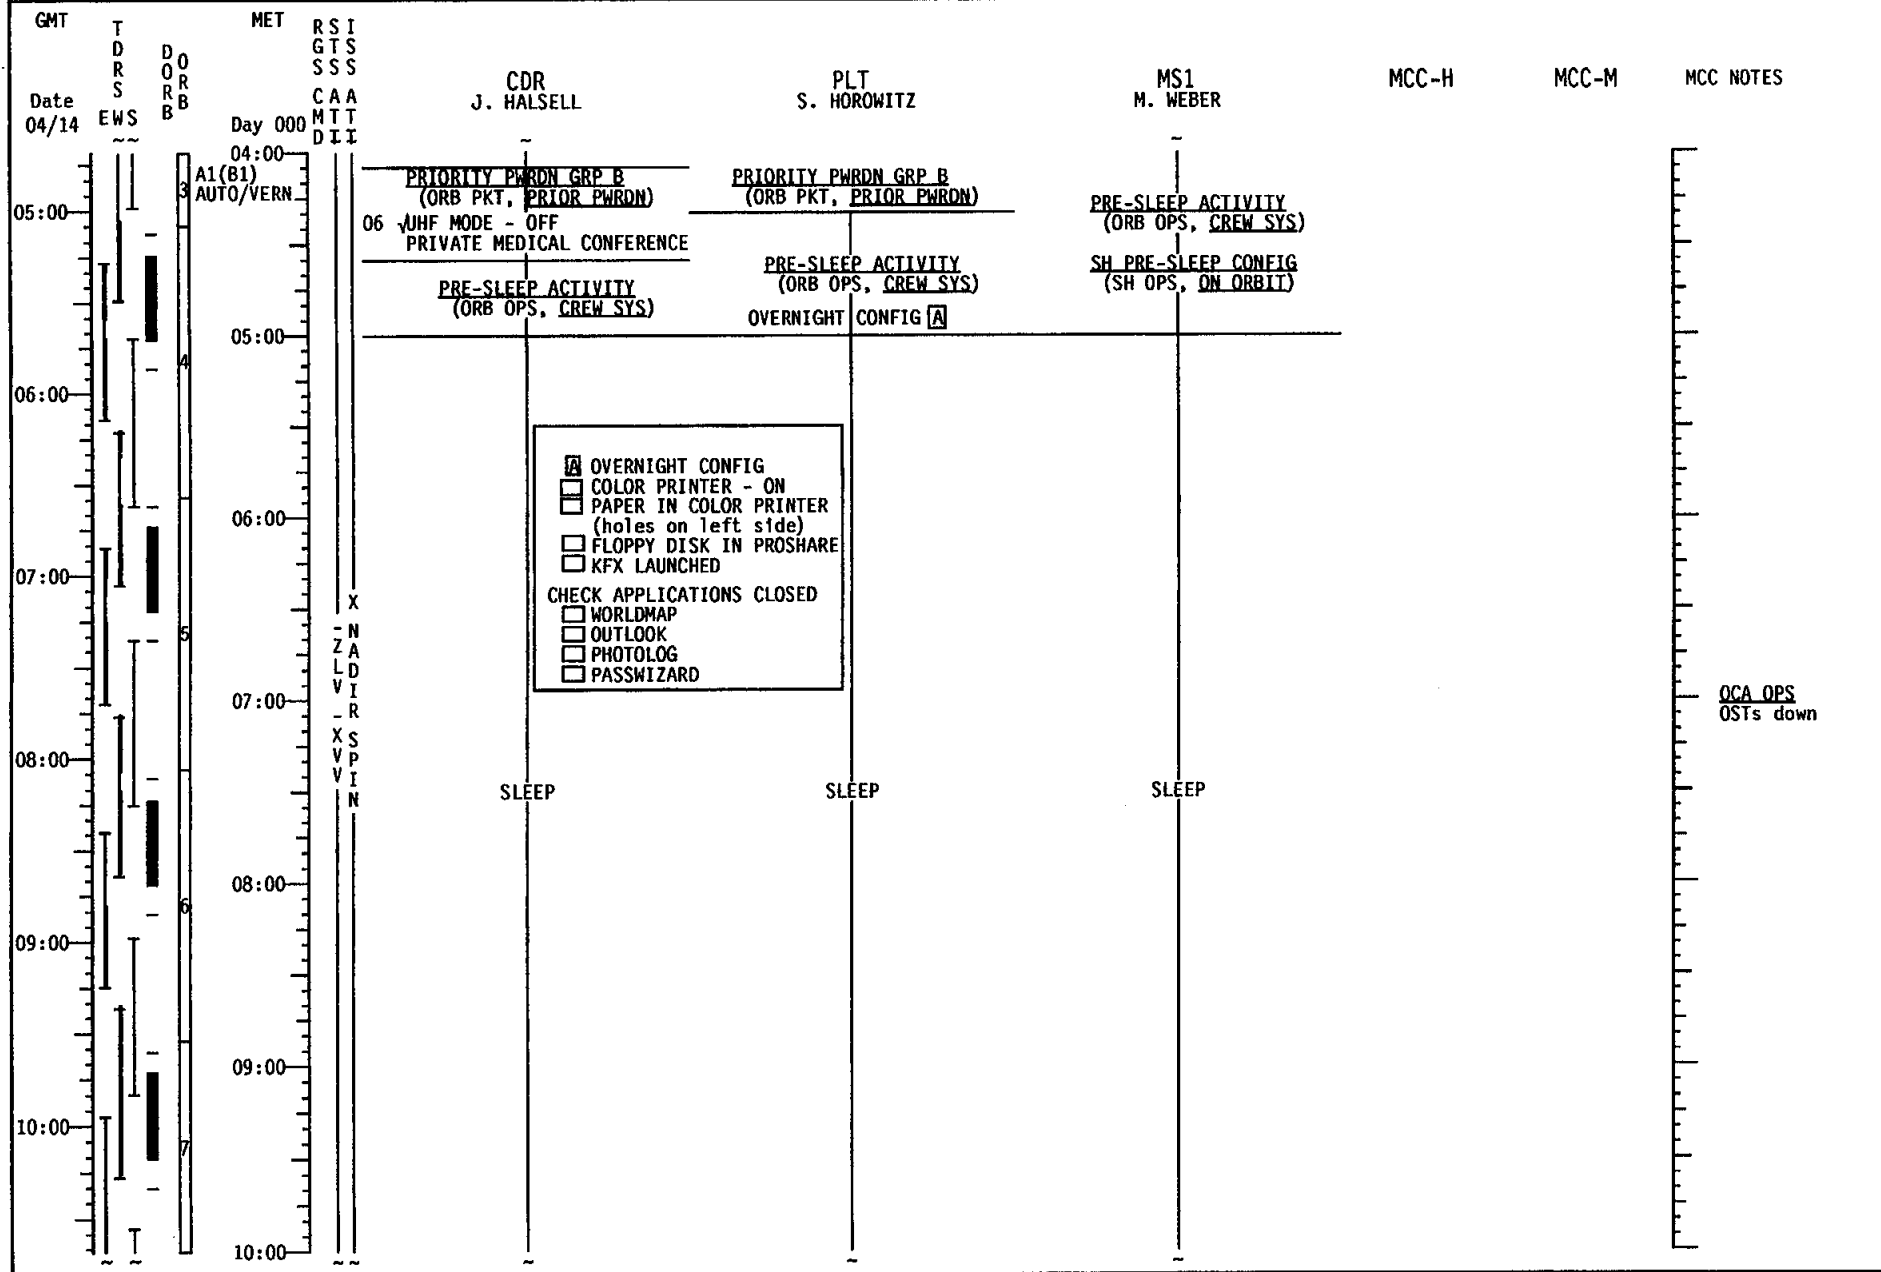 GMT
TDRS
EWS
DORB
ORB
MET
RGS CMD
STS ATT
ISS ATT
Date
04/14
Day 000
CDR
J. HALSELL
PLT
S. HOROWITZ
MS1
M. WEBER
MCC-H
MCC-M
MCC NOTES
04:00
A1(B1)
AUTO/VERN
3
05:00
PRIORITY PWRDN GRP B
(ORB PKT, PRIOR PWRDN)
06 √UHF MODE - OFF
PRIVATE MEDICAL CONFERENCE
PRE-SLEEP ACTIVITY
(ORB OPS, CREW SYS)
PRIORITY PWRDN GRP B
(ORB PKT, PRIOR PWRDN)
PRE-SLEEP ACTIVITY
(ORB OPS, CREW SYS)
OVERNIGHT CONFIG A
PRE-SLEEP ACTIVITY
(ORB OPS, CREW SYS)
SH PRE-SLEEP CONFIG
(SH OPS, ON ORBIT)
05:00
4
06:00
A OVERNIGHT CONFIG
COLOR PRINTER - ON
PAPER IN COLOR PRINTER
(holes on left side)
FLOPPY DISK IN PROSHARE
KFX LAUNCHED
CHECK APPLICATIONS CLOSED
WORLDMAP
OUTLOOK
PHOTOLOG
PASSWIZARD
06:00
07:00
5
-ZLV -XVV
X NADIR SPIN
07:00
OCA OPS
OSTs down
08:00
SLEEP
SLEEP
SLEEP
08:00
6
09:00
09:00
10:00
7
10:00